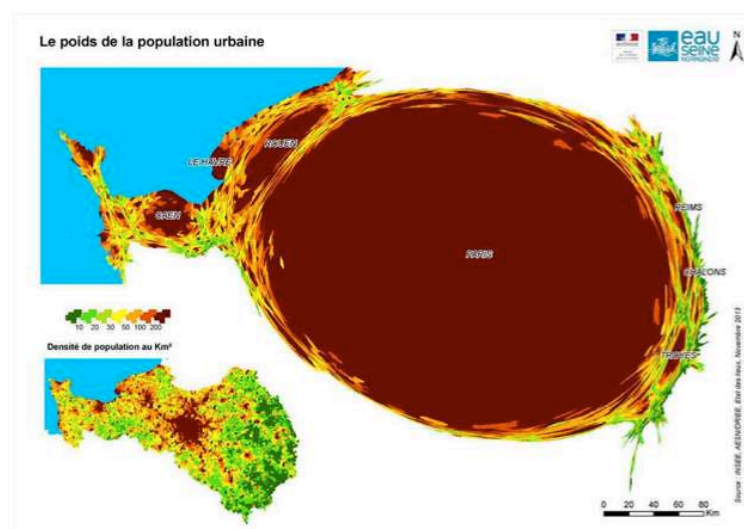 Le poids de la population urbaine
eau
SEINE
NORMANDIE
N
LE HAVRE
ROUEN
CAEN
PARIS
REIMS
CHALONS
TROYES
10 20 30 50 100 200
Densité de population au Km²
Source : INSEE, AESN/DRIEE, Etat des lieux, Novembre 2013
0 20 40 60 80
Km